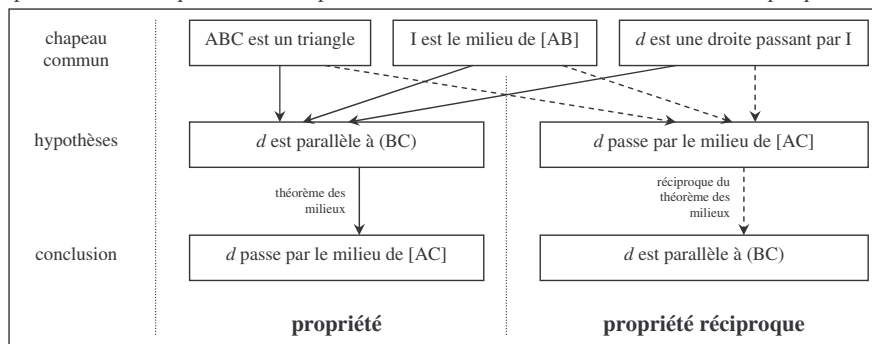 chapeau
commun
ABC est un triangle
I est le milieu de [AB]
d est une droite passant par I
hypothèses
d est parallèle à (BC)
d passe par le milieu de [AC]
théorème des
milieux
réciproque du
théorème des
milieux
conclusion
d passe par le milieu de [AC]
d est parallèle à (BC)
propriété
propriété réciproque